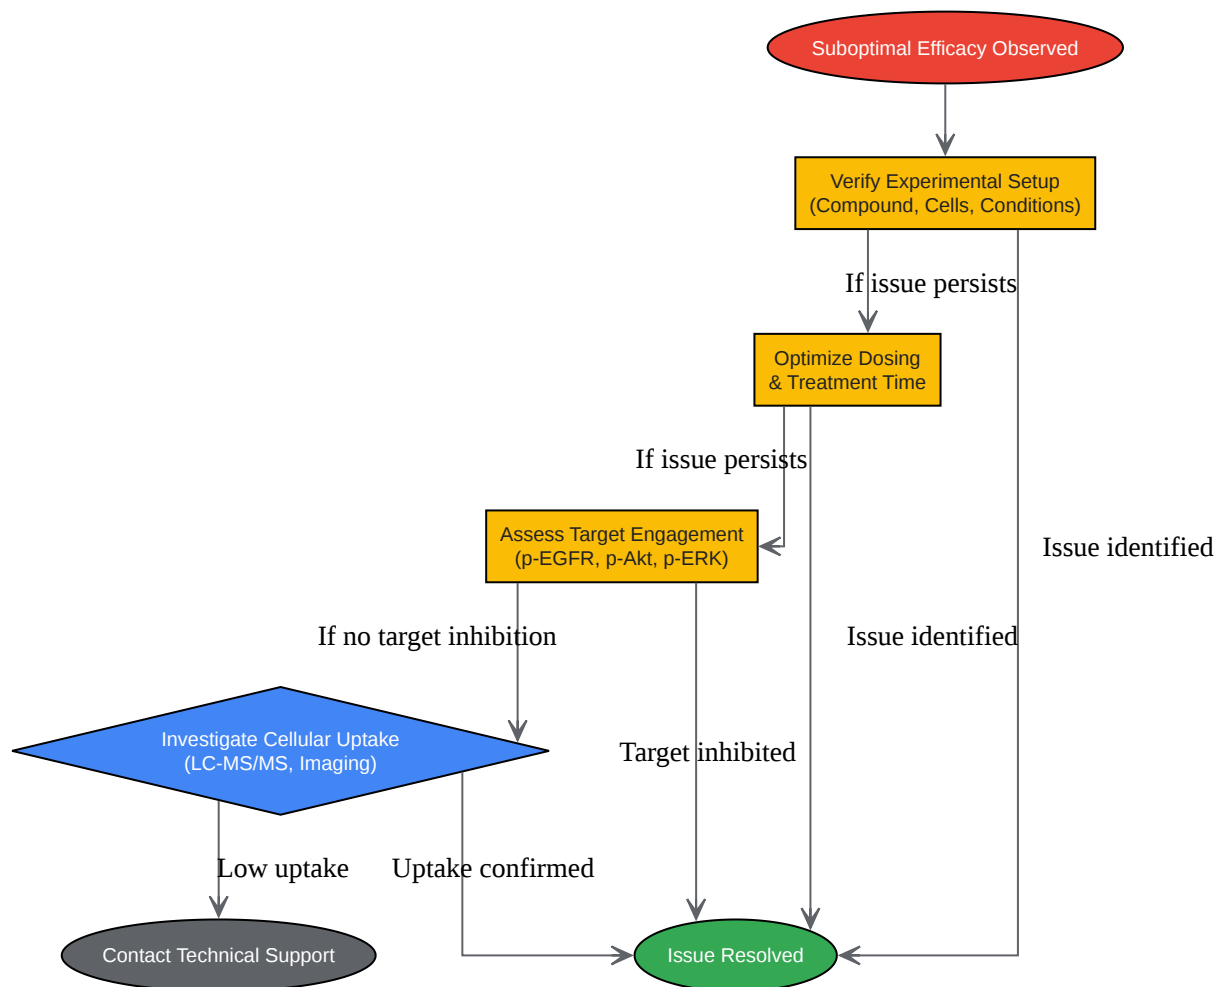 Suboptimal Efficacy Observed
Verify Experimental Setup
(Compound, Cells, Conditions)
If issue persists
Optimize Dosing
& Treatment Time
If issue persists
Assess Target Engagement
(p-EGFR, p-Akt, p-ERK)
Issue identified
If no target inhibition
Issue identified
Investigate Cellular Uptake
(LC-MS/MS, Imaging)
Target inhibited
Low uptake
Uptake confirmed
Contact Technical Support
Issue Resolved